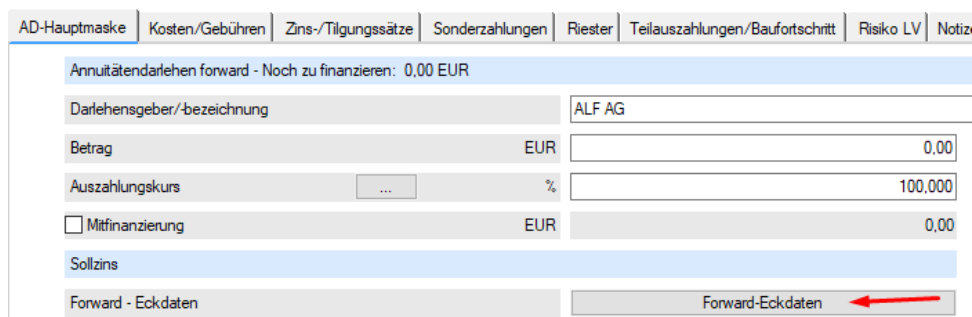 AD-Hauptmaske Kosten/Gebühren Zins-/Tilgungssätze Sonderzahlungen Riester Teilauszahlungen/Baufortschritt Risiko LV Notize
Annuitätendarlehen forward - Noch zu finanzieren: 0,00 EUR
Darlehensgeber/-bezeichnung ALF AG
Betrag EUR 0,00
Auszahlungskurs ... % 100,000
Mitfinanzierung EUR 0,00
Sollzins
Forward - Eckdaten Forward-Eckdaten